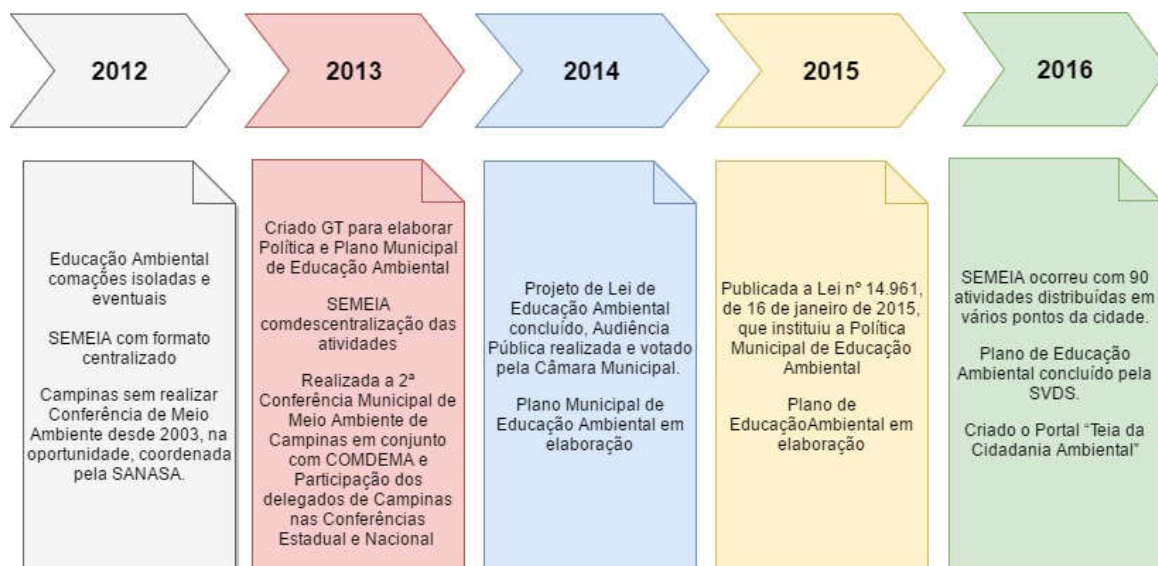 2012
2013
2014
2015
2016
Educação Ambiental
comações isoladas e
eventuais
SEMEIA com formato
centralizado
Campinas sem realizar
Conferência de Meio
Ambiente desde 2003, na
oportunidade, coordenada
pela SANASA.
Criado GT para elaborar
Política e Plano Municipal
de Educação Ambiental
SEMEIA
comdescentralização das
atividades
Realizada a 2ª
Conferência Municipal de
Meio Ambiente de
Campinas em conjunto
com COMDEMA e
Participação dos
delegados de Campinas
nas Conferências
Estadual e Nacional
Projeto de Lei de
Educação Ambiental
concluído, Audiência
Pública realizada e votado
pela Câmara Municipal.
Plano Municipal de
Educação Ambiental em
elaboração
Publicada a Lei nº 14.961,
de 16 de janeiro de 2015,
que instituiu a Política
Municipal de Educação
Ambiental
Plano de
EducaçãoAmbiental em
elaboração
SEMEIA ocorreu com 90
atividades distribuídas em
vários pontos da cidade.
Plano de Educação
Ambiental concluído pela
SVDS.
Criado o Portal “Teia da
Cidadania Ambiental”